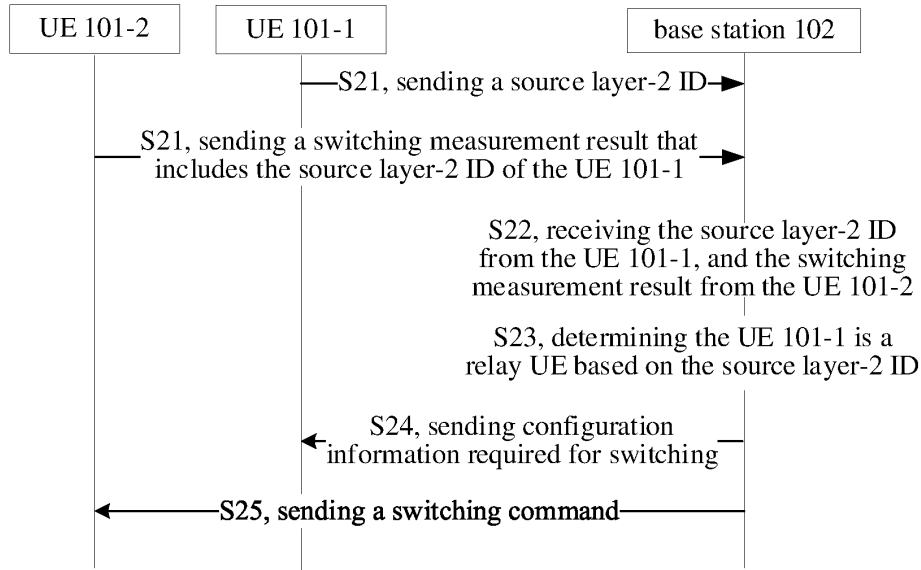 UE 101-2
UE 101-1
base station 102
S21, sending a source layer-2 ID
S21, sending a switching measurement result that
includes the source layer-2 ID of the UE 101-1
S22, receiving the source layer-2 ID
from the UE 101-1, and the switching
measurement result from the UE 101-2
S23, determining the UE 101-1 is a
relay UE based on the source layer-2 ID
S24, sending configuration
information required for switching
S25, sending a switching command